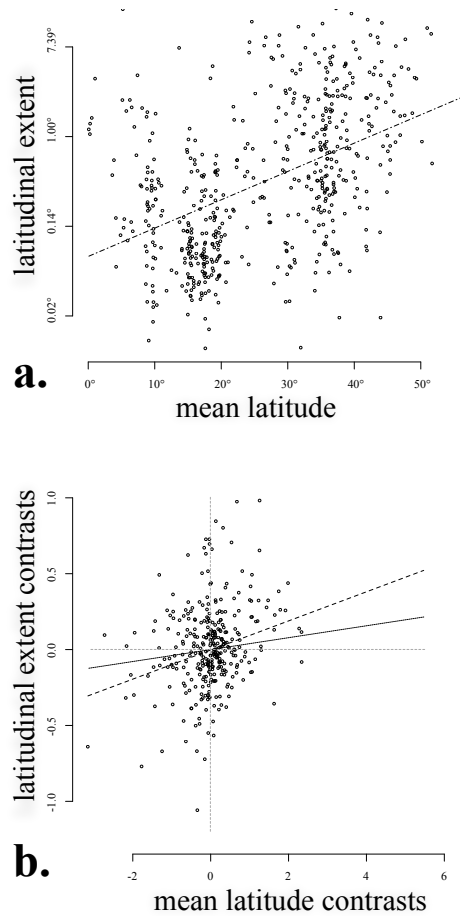 latitudinal extent
7.39°
1.00°
0.14°
0.02°
a.
0° 10° 20° 30° 40° 50°
mean latitude
latitudinal extent contrasts
1.0
0.5
0.0
-0.5
-1.0
b.
-2 0 2 4 6
mean latitude contrasts